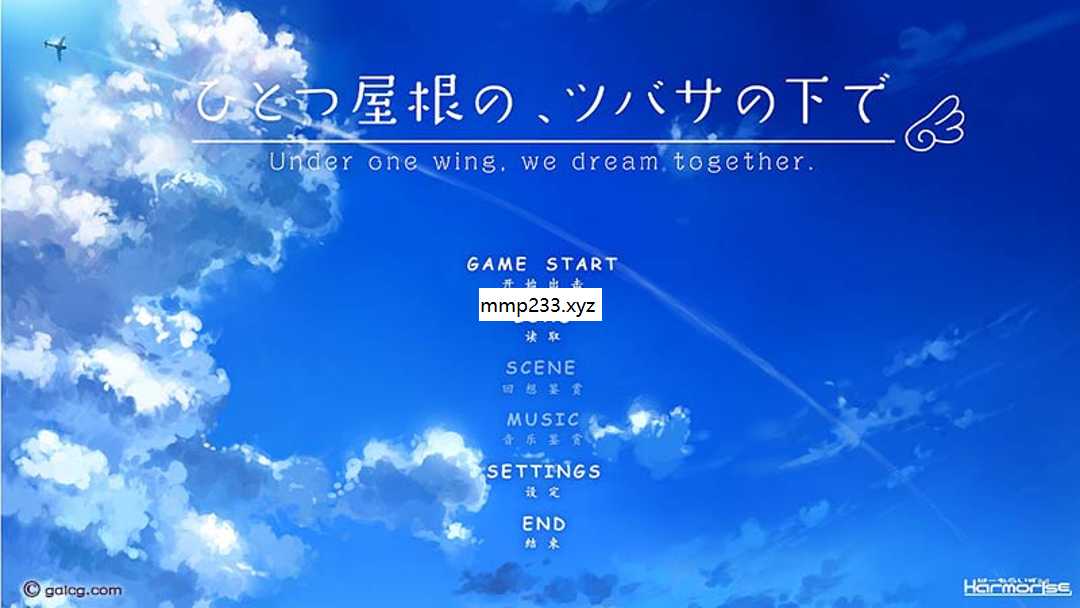 ひとつ屋根の、ツバサの下で
Under one wing, we dream together.
GAME START
开始出击
mmp233.xyz
读取
SCENE
回想鉴赏
MUSIC
音乐鉴赏
SETTINGS
设定
END
结束
© galcg.com
Harmorise